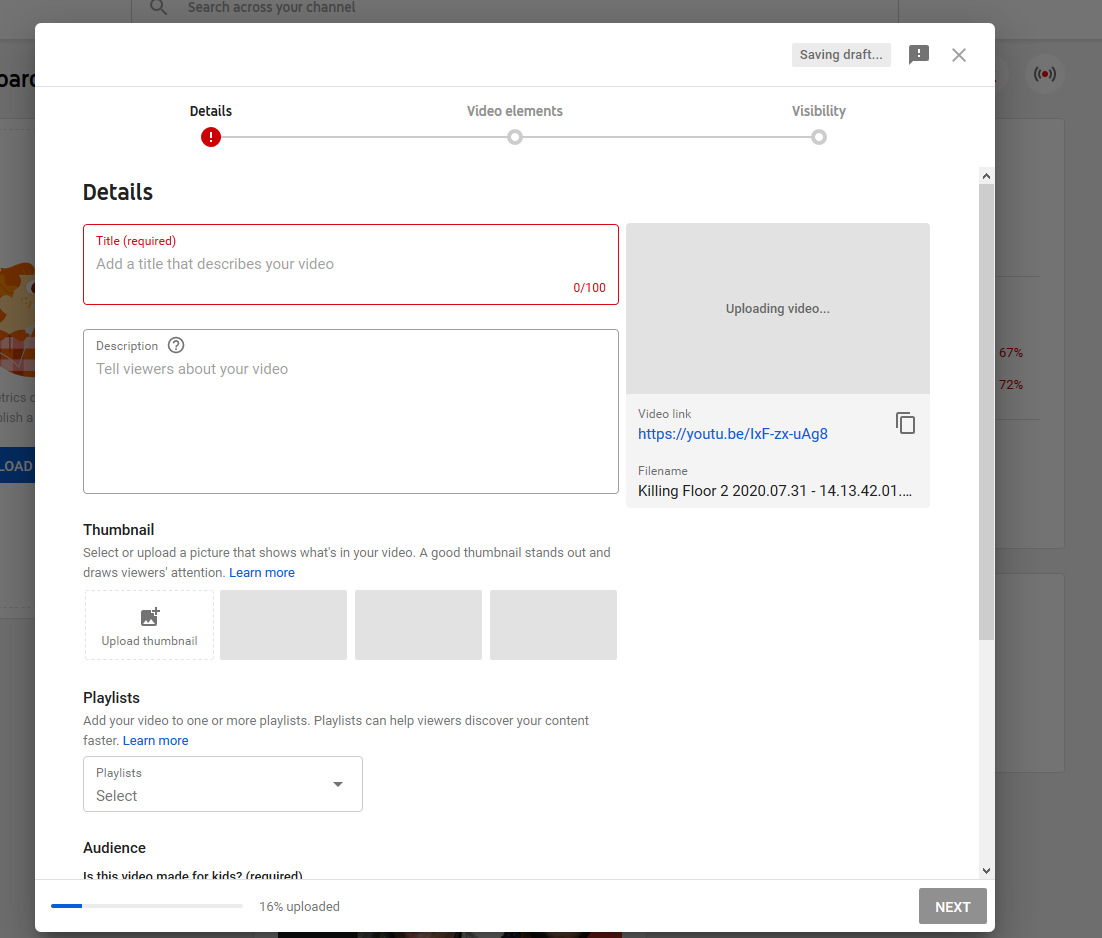 Search across your channel
Saving draft...
Details
Video elements
Visibility
Details
Title (required)
Add a title that describes your video
0/100
Uploading video...
Description
Tell viewers about your video
Video link
https://youtu.be/IxF-zx-uAg8
Filename
Killing Floor 2 2020.07.31 - 14.13.42.01....
67%
72%
Thumbnail
Select or upload a picture that shows what's in your video. A good thumbnail stands out and
draws viewers' attention. Learn more
Upload thumbnail
Playlists
Add your video to one or more playlists. Playlists can help viewers discover your content
faster. Learn more
Playlists
Select
Audience
Is this video made for kids? (required)
16% uploaded
NEXT